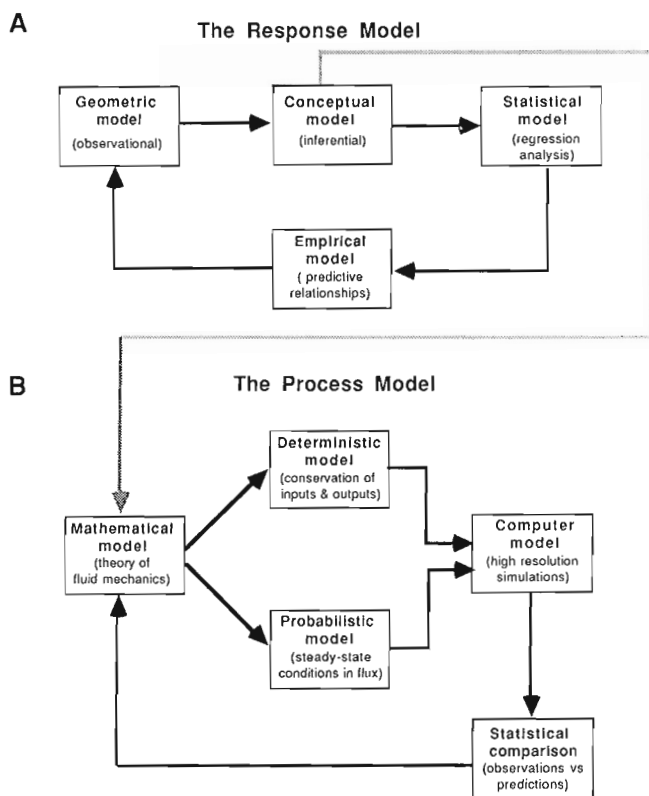 A
The Response Model
Geometric
model
(observational)
Conceptual
model
(inferential)
Statistical
model
(regression
analysis)
Empirical
model
( predictive
relationships)
B
The Process Model
Deterministic
model
(conservation of
inputs & outputs)
Mathematical
model
(theory of
fluid mechanics)
Computer
model
(high resolution
simulations)
Probabilistic
model
(steady-state
conditions in flux)
Statistical
comparison
(observations vs
predictions)